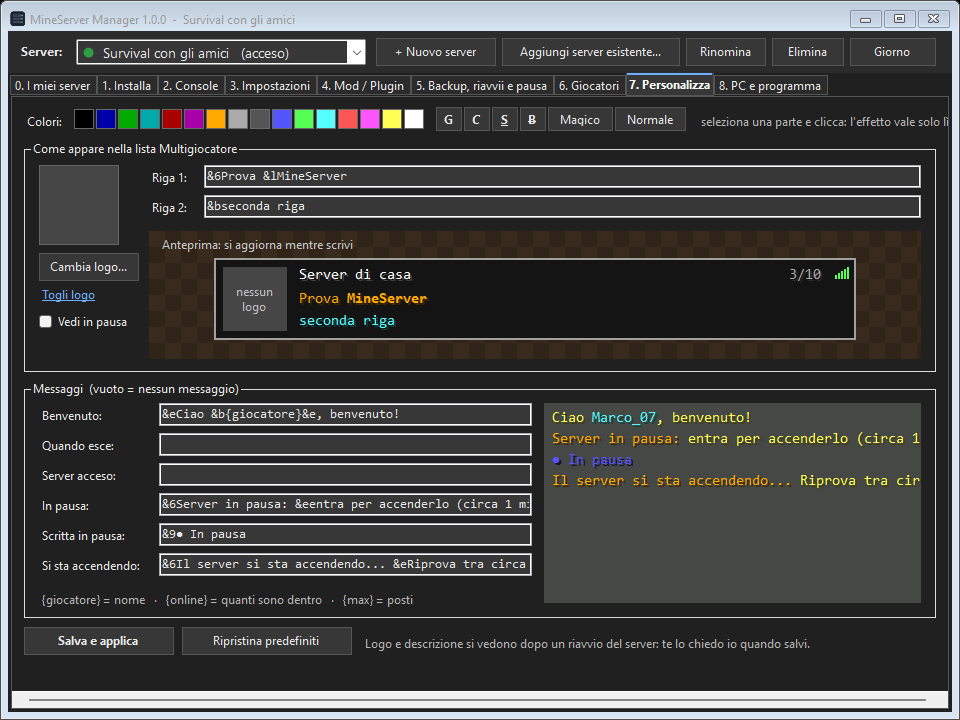 MineServer Manager 1.0.0 - Survival con gli amici
Server: Survival con gli amici (acceso) + Nuovo server Aggiungi server esistente... Rinomina Elimina Giorno
0. I miei server 1. Installa 2. Console 3. Impostazioni 4. Mod / Plugin 5. Backup, riavvii e pausa 6. Giocatori 7. Personalizza 8. PC e programma
Colori: G C S B Magico Normale seleziona una parte e clicca: l'effetto vale solo lì
Come appare nella lista Multigiocatore
Riga 1: &6Prova &lMineServer
Riga 2: &bseconda riga
Cambia logo...
Togli logo
Vedi in pausa
Anteprima: si aggiorna mentre scrivi
nessun logo
Server di casa 3/10
Prova MineServer
seconda riga
Messaggi (vuoto = nessun messaggio)
Benvenuto: &eCiao &b{giocatore}&e, benvenuto!
Quando esce:
Server acceso:
In pausa: &6Server in pausa: &eentra per accenderlo (circa 1
Scritta in pausa: &9● In pausa
Si sta accendendo: &6Il server si sta accendendo... &eRiprova tra circa
{giocatore} = nome · {online} = quanti sono dentro · {max} = posti
Ciao Marco_07, benvenuto!
Server in pausa: entra per accenderlo (circa 1
● In pausa
Il server si sta accendendo... Riprova tra cir
Salva e applica Ripristina predefiniti Logo e descrizione si vedono dopo un riavvio del server: te lo chiedo io quando salvi.